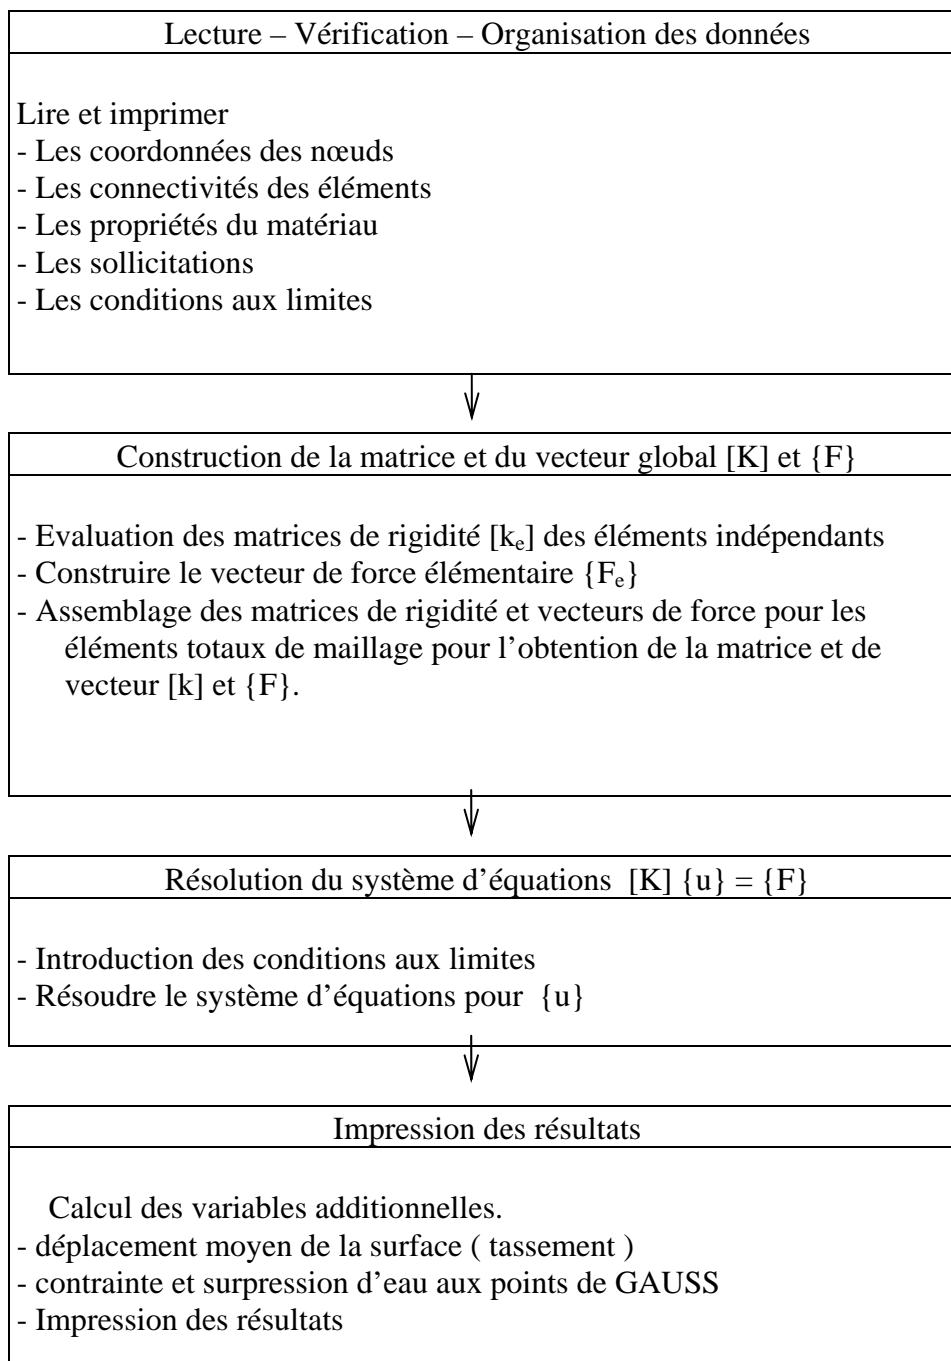 Lecture – Vérification – Organisation des données
Lire et imprimer
- Les coordonnées des nœuds
- Les connectivités des éléments
- Les propriétés du matériau
- Les sollicitations
- Les conditions aux limites
Construction de la matrice et du vecteur global [K] et {F}
- Evaluation des matrices de rigidité [ke] des éléments indépendants
- Construire le vecteur de force élémentaire {Fe}
- Assemblage des matrices de rigidité et vecteurs de force pour les
éléments totaux de maillage pour l’obtention de la matrice et de
vecteur [k] et {F}.
Résolution du système d’équations [K] {u} = {F}
- Introduction des conditions aux limites
- Résoudre le système d’équations pour {u}
Impression des résultats
Calcul des variables additionnelles.
- déplacement moyen de la surface ( tassement )
- contrainte et surpression d’eau aux points de GAUSS
- Impression des résultats